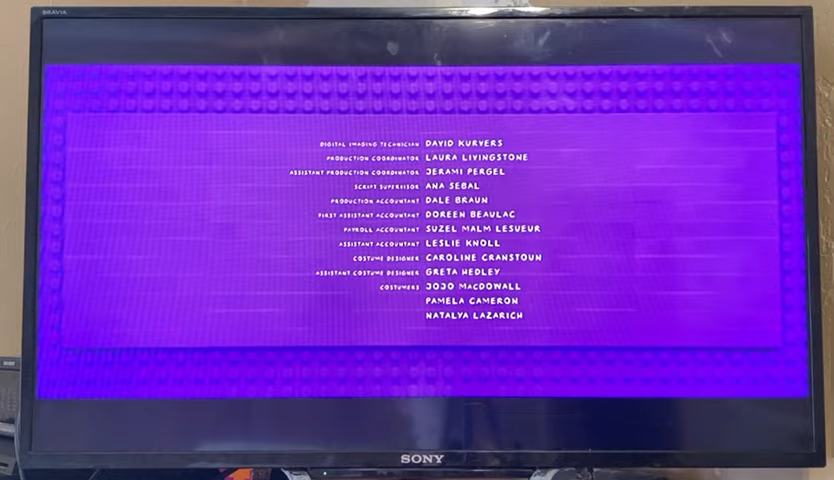 BRAVIA
DIGITAL IMAGING TECHNICIAN DAVID KURVERS
PRODUCTION COORDINATOR LAURA LIVINGSTONE
ASSISTANT PRODUCTION COORDINATOR JERAMI PERGEL
SCRIPT SUPERVISOR ANA SEBAL
PRODUCTION ACCOUNTANT DALE BRAUN
FIRST ASSISTANT ACCOUNTANT DOREEN BEAULAC
PAYROLL ACCOUNTANT SUZEL MALM LESUEUR
ASSISTANT ACCOUNTANT LESLIE KNOLL
COSTUME DESIGNER CAROLINE CRANSTOUN
ASSISTANT COSTUME DESIGNER GRETA HEDLEY
COSTUMERS JOJO MACDOWALL
PAMELA CAMERON
NATALYA LAZARICH
SONY